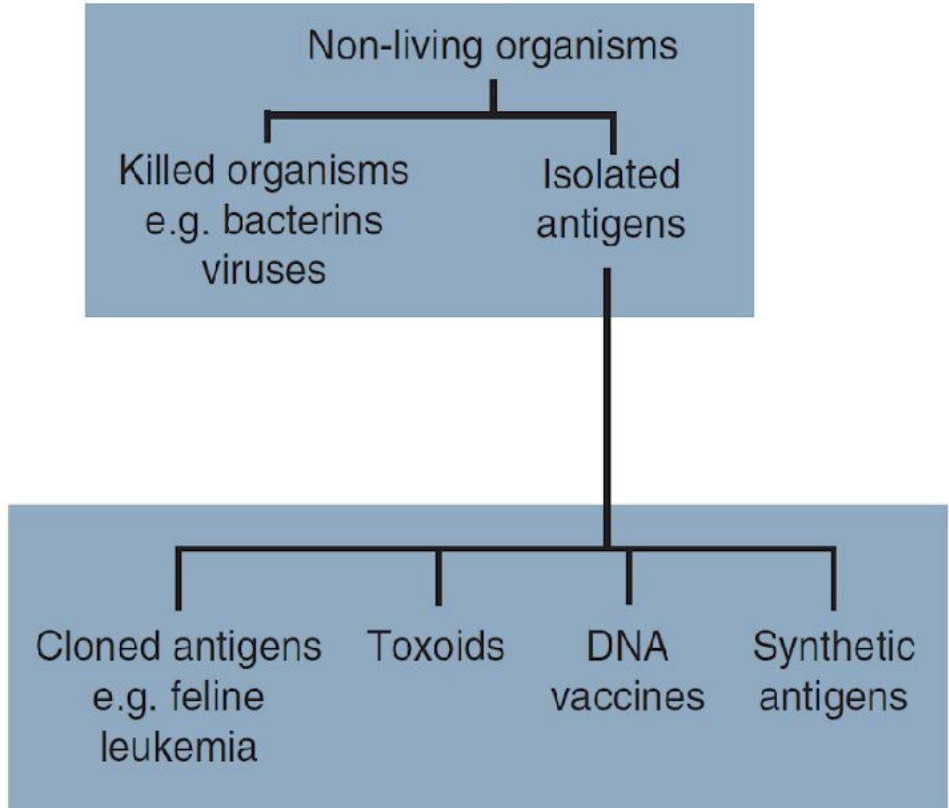 Non-living organisms
Killed organisms
e.g. bacterins
viruses
Isolated
antigens
Cloned antigens
e.g. feline
leukemia
Toxoids
DNA
vaccines
Synthetic
antigens